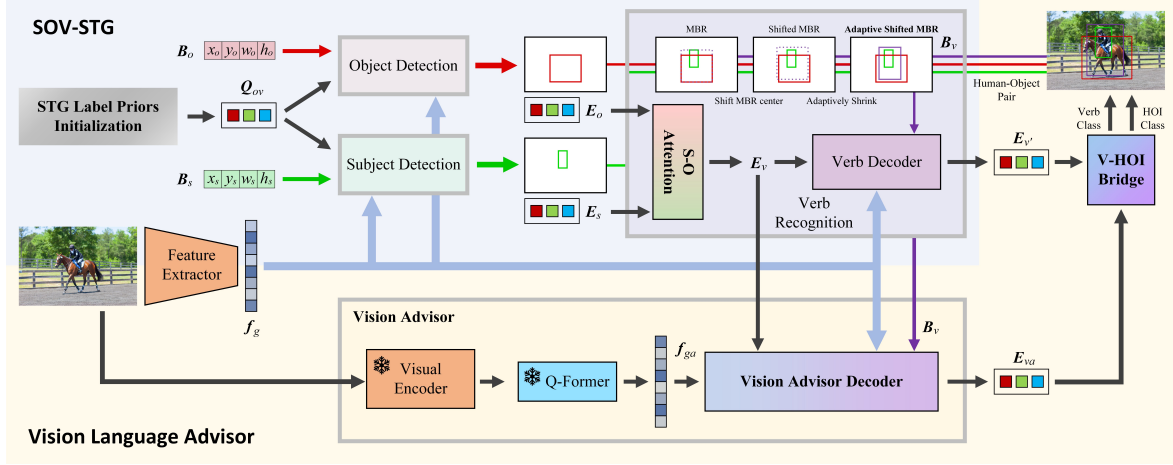 SOV-STG
B_o x_o y_o w_o h_o
Object Detection
MBR
Shifted MBR
Adaptive Shifted MBR
B_v
Q_ov
STG Label Priors
Initialization
E_o
Shift MBR center
Adaptively Shrink
Human-Object
Pair
Verb
Class
HOI
Class
Subject Detection
S-O
Attention
E_v
Verb Decoder
E_v'
V-HOI
Bridge
B_s x_s y_s w_s h_s
E_s
Verb
Recognition
Feature
Extractor
f_g
Vision Advisor
B_v
Visual
Encoder
Q-Former
f_ga
Vision Advisor Decoder
E_va
Vision Language Advisor